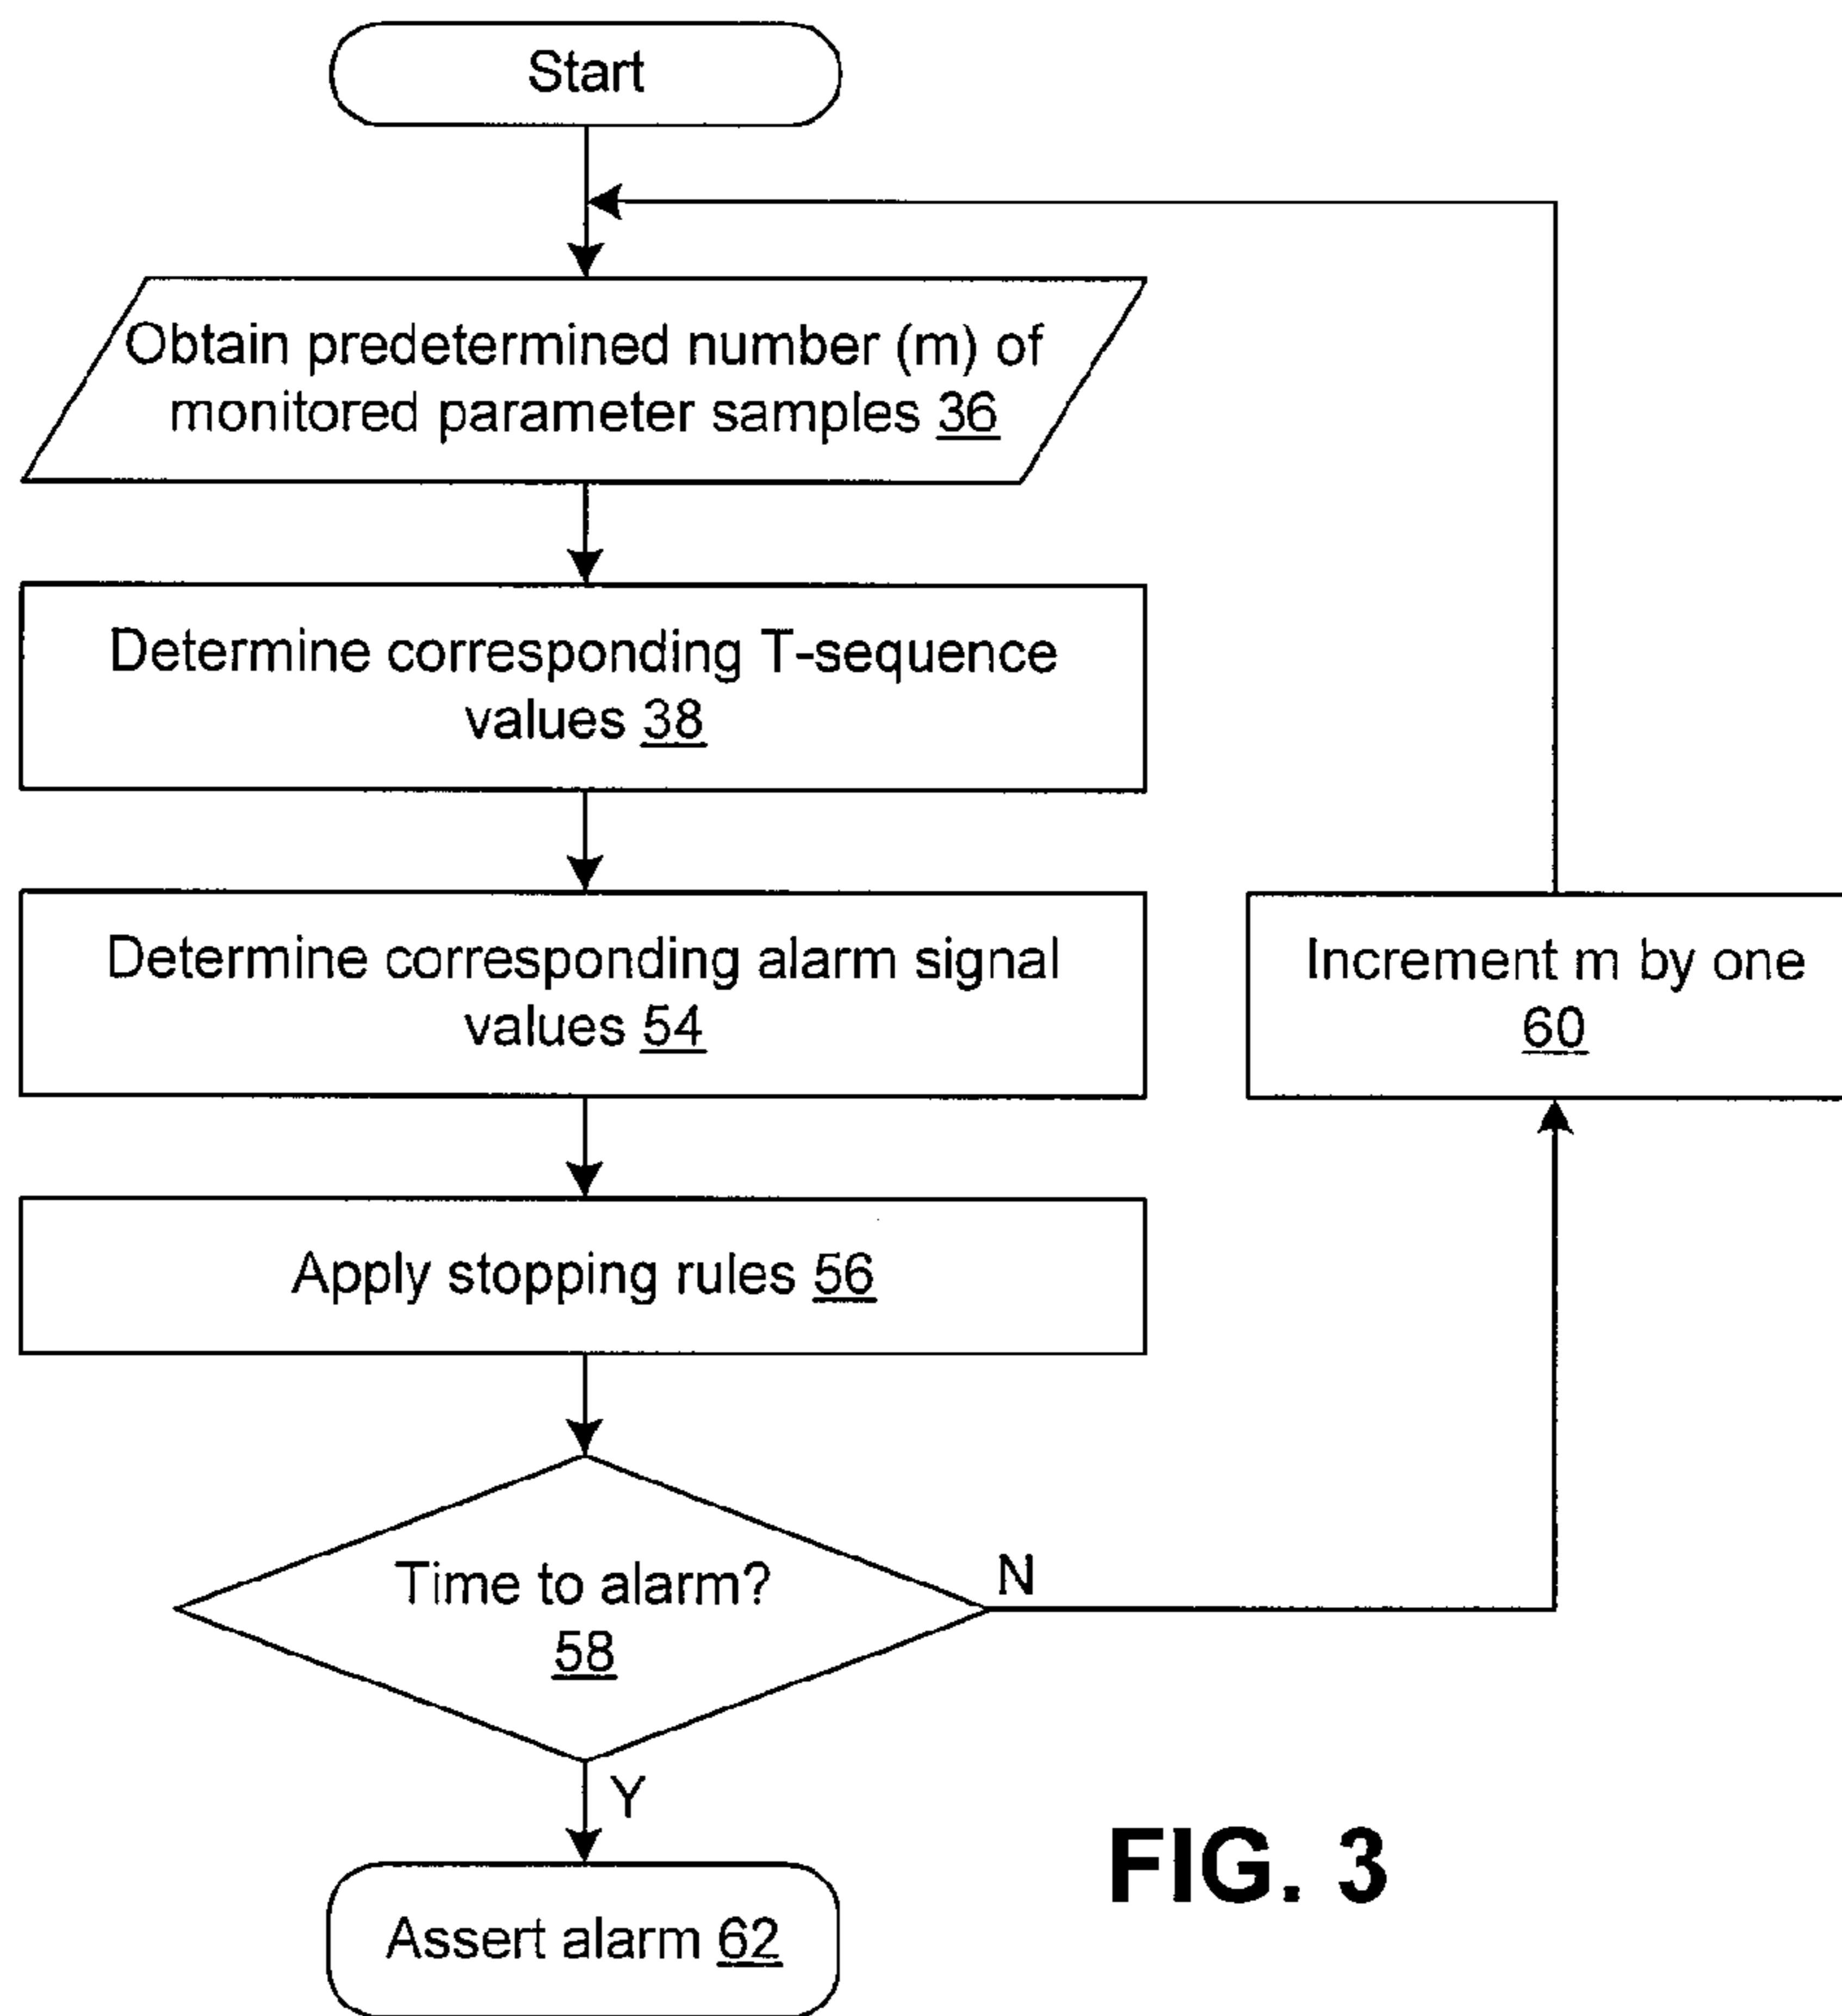 Start
Obtain predetermined number (m) of
monitored parameter samples 36
Determine corresponding T-sequence
values 38
Determine corresponding alarm signal
values 54
Increment m by one
60
Apply stopping rules 56
Time to alarm?
58
N
Y
Assert alarm 62
FIG. 3